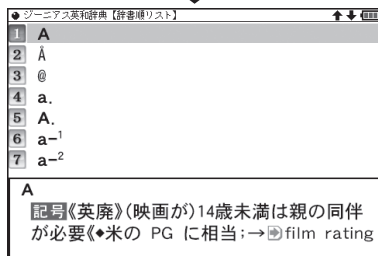 ジーニアス英和辞典【辞書順リスト】
1 A
2 Å
3 @
4 a.
5 A.
6 a−¹
7 a−²
A
記号《英廃》(映画が)14歳未満は親の同伴
が必要《◆米の PG に相当;→film rating